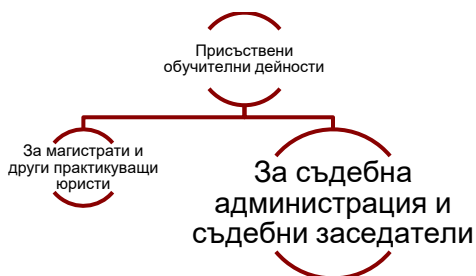 Присъствени
обучителни дейности
За магистрати и
други практикуващи
юристи
За съдебна
администрация и
съдебни заседатели